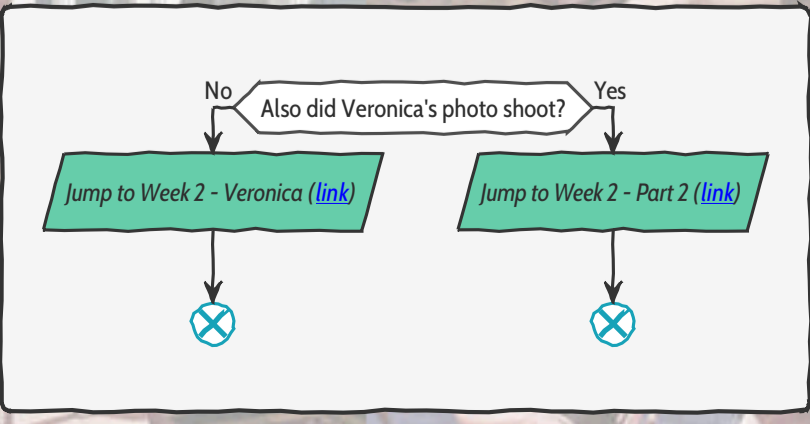 No
Also did Veronica's photo shoot?
Yes
Jump to Week 2 - Veronica (link)
Jump to Week 2 - Part 2 (link)